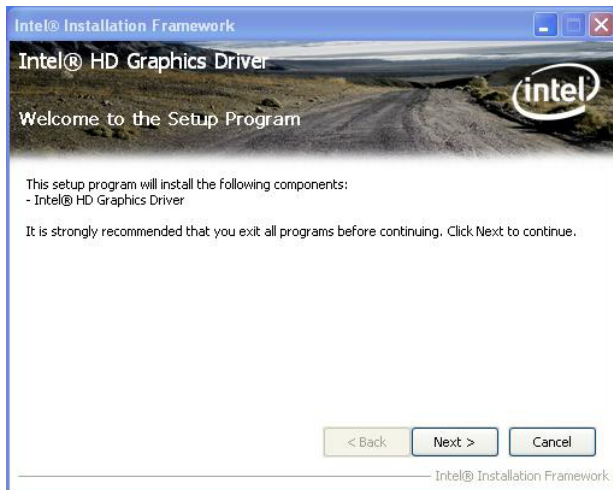 Intel® Installation Framework
Intel® HD Graphics Driver
intel
Welcome to the Setup Program
This setup program will install the following components:
- Intel® HD Graphics Driver
It is strongly recommended that you exit all programs before continuing. Click Next to continue.
< Back
Next >
Cancel
Intel® Installation Framework